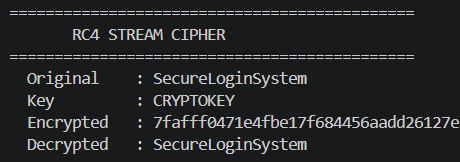 ==============================================
RC4 STREAM CIPHER
==============================================
Original : SecureLoginSystem
Key : CRYPTOKEY
Encrypted : 7fafff0471e4fbe17f684456aadd26127e
Decrypted : SecureLoginSystem